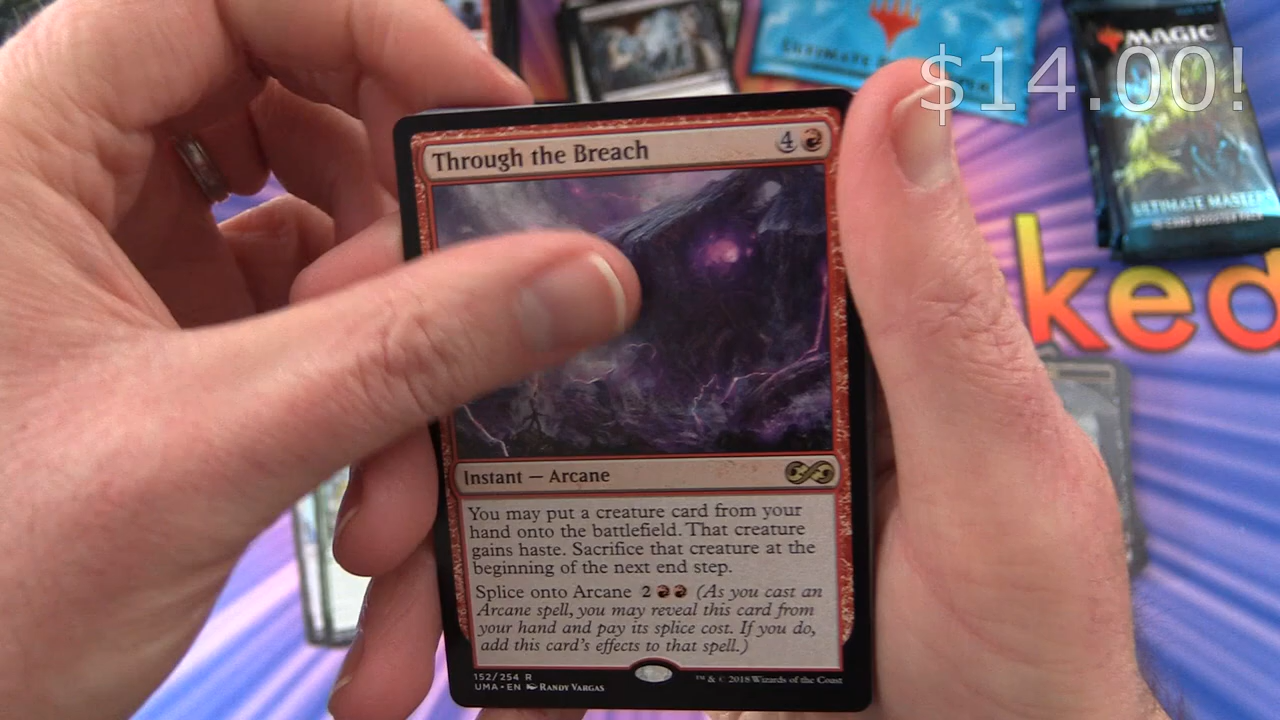 $14.00!
MAGIC
ULTIMATE MASTERS
ked
Through the Breach 4
Instant — Arcane
You may put a creature card from your
hand onto the battlefield. That creature
gains haste. Sacrifice that creature at the
beginning of the next end step.
Splice onto Arcane 2 (As you cast an
Arcane spell, you may reveal this card from
your hand and pay its splice cost. If you do,
add this card's effects to that spell.)
152/254 R
UMA • EN RANDY VARGAS
™ & © 2018 Wizards of the Coast